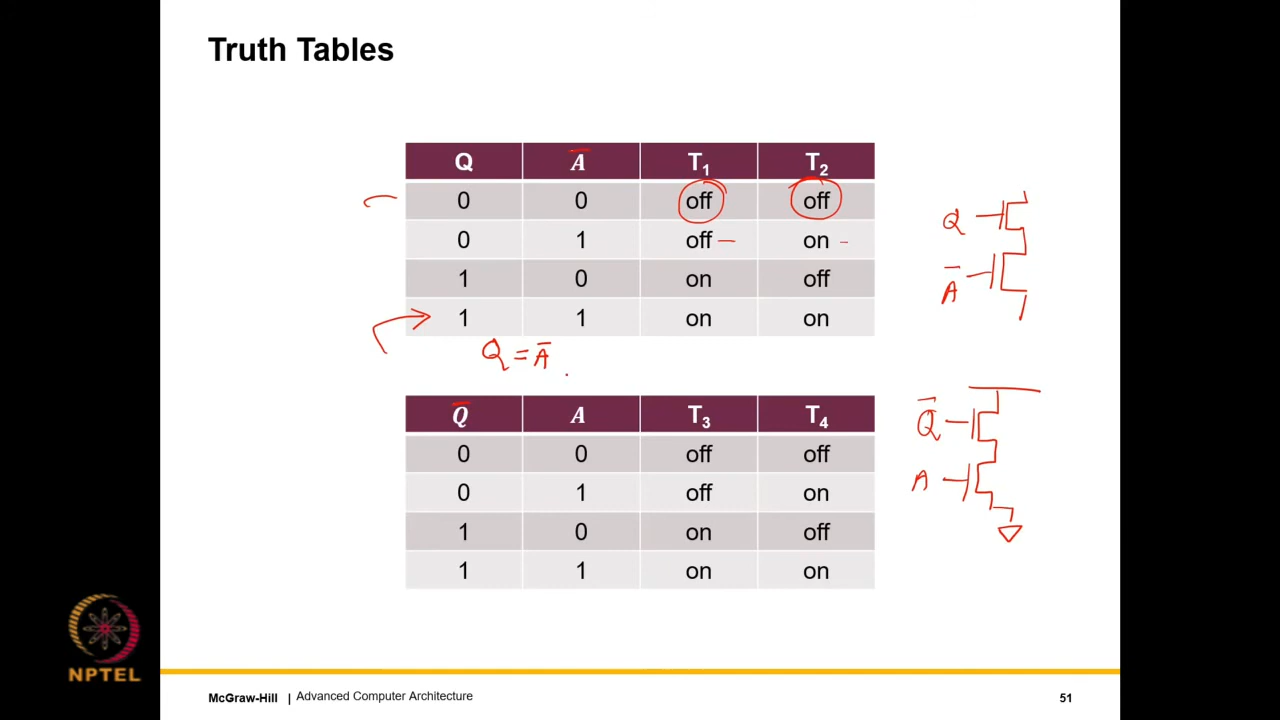 Truth Tables
Q A̅ T₁ T₂
0 0 off off
0 1 off on
1 0 on off
1 1 on on
Q = A̅
Q̅ A T₃ T₄
0 0 off off
0 1 off on
1 0 on off
1 1 on on
Q
A̅
Q̅
A
NPTEL
McGraw-Hill | Advanced Computer Architecture
51